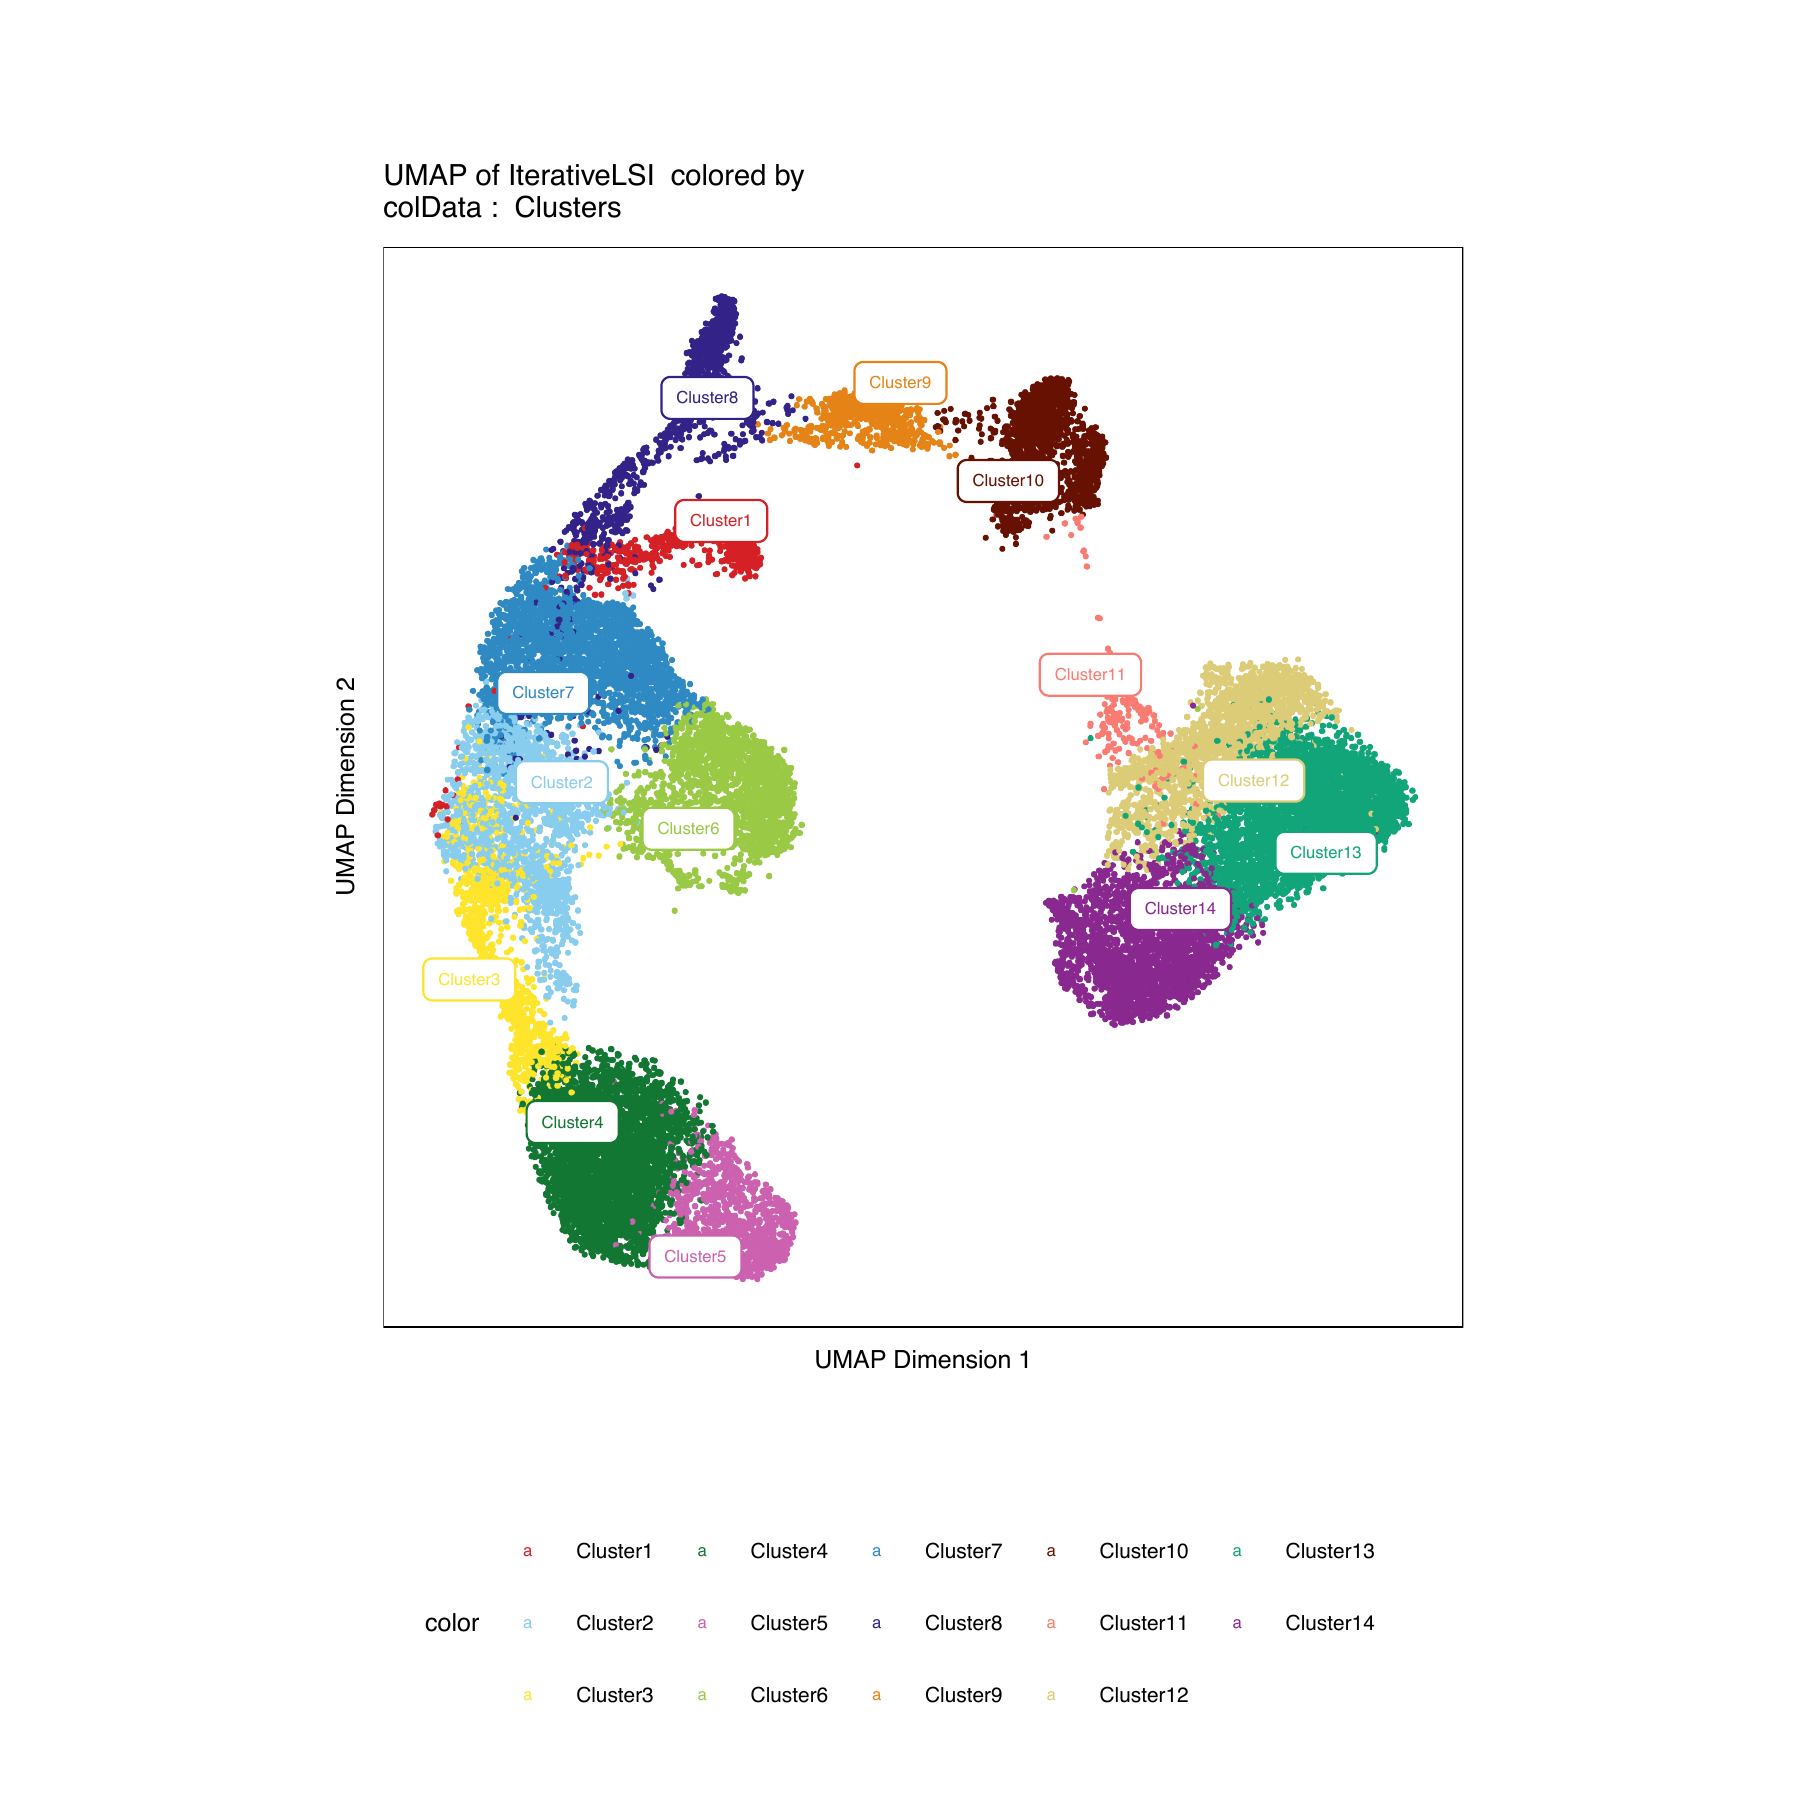 UMAP of IterativeLSI  colored by
colData :  Clusters
Cluster8
Cluster9
Cluster10
Cluster1
Cluster11
Cluster7
Cluster2
Cluster12
Cluster6
Cluster13
Cluster14
Cluster3
Cluster4
Cluster5
UMAP Dimension 2
UMAP Dimension 1
a Cluster1 a Cluster4 a Cluster7 a Cluster10 a Cluster13
color a Cluster2 a Cluster5 a Cluster8 a Cluster11 a Cluster14
a Cluster3 a Cluster6 a Cluster9 a Cluster12